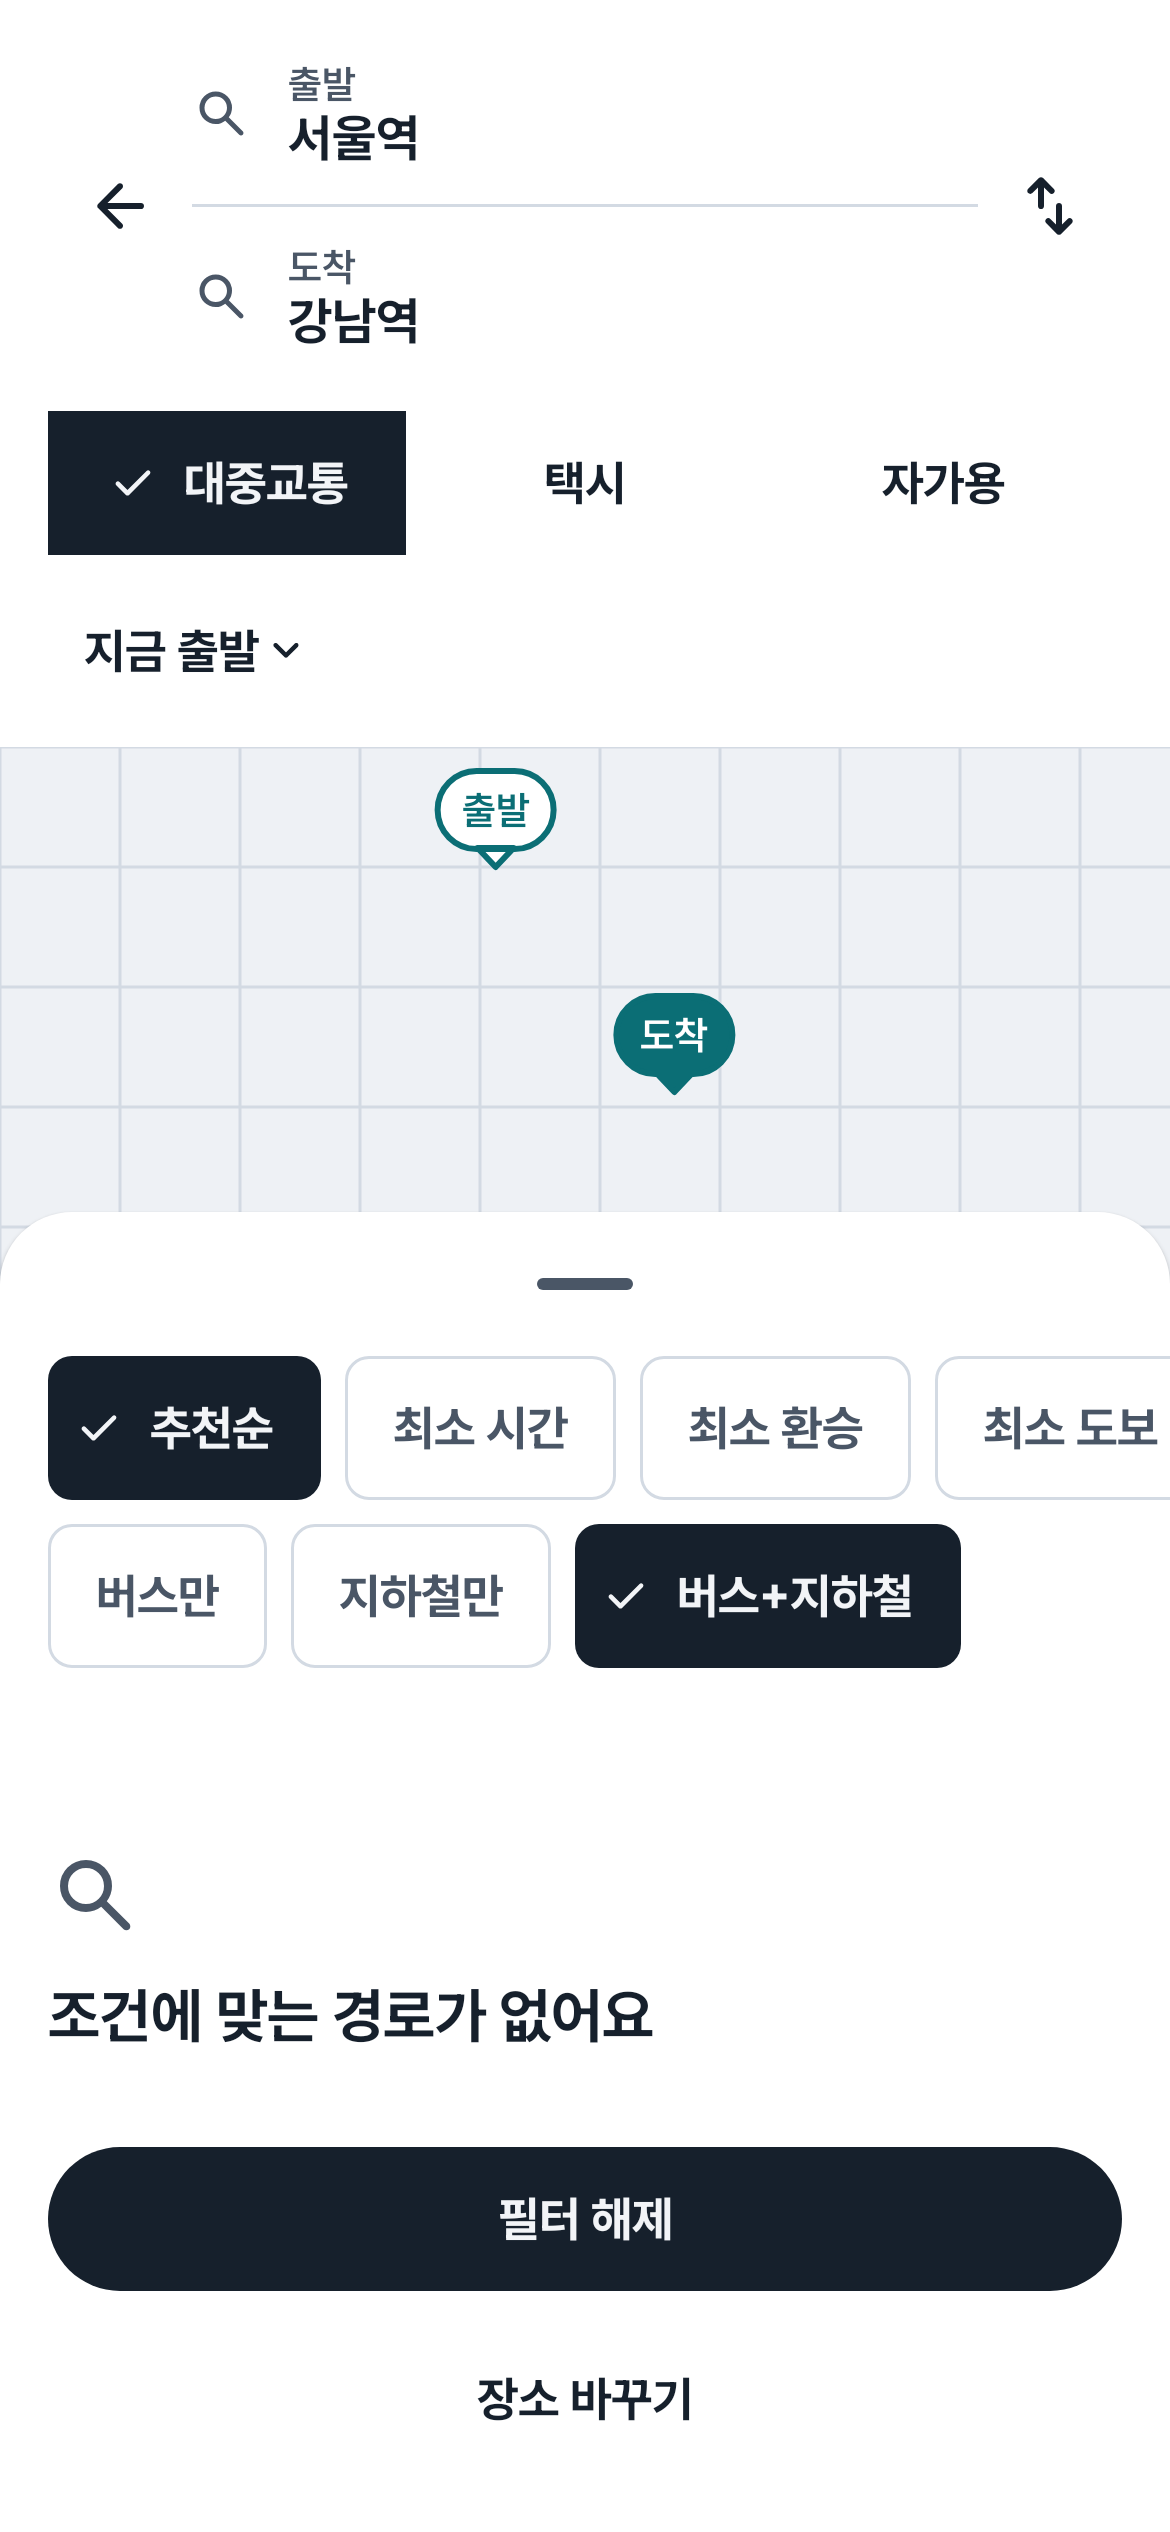 출발
서울역
도착
강남역
대중교통 택시 자가용
지금 출발
출발
도착
추천순 최소 시간 최소 환승 최소 도보
버스만 지하철만 버스+지하철
조건에 맞는 경로가 없어요
필터 해제
장소 바꾸기